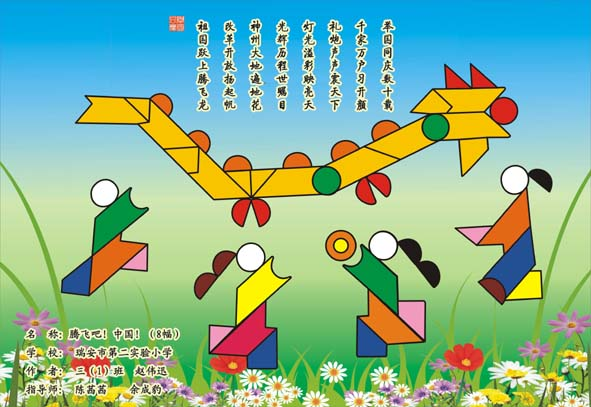 举国同庆数十载
千家万户习开颜
礼炮声声震天下
灯光溢彩映亮天
光辉历程世瞩目
神州大地遍地花
改革开放扬起帆
祖国跃上腾飞龙
名 称：腾飞吧！中国！（8幅）
学 校：瑞安市第二实验小学
作 者：三（1）班 赵伟迅
指导师：陈茜茜 余成豹